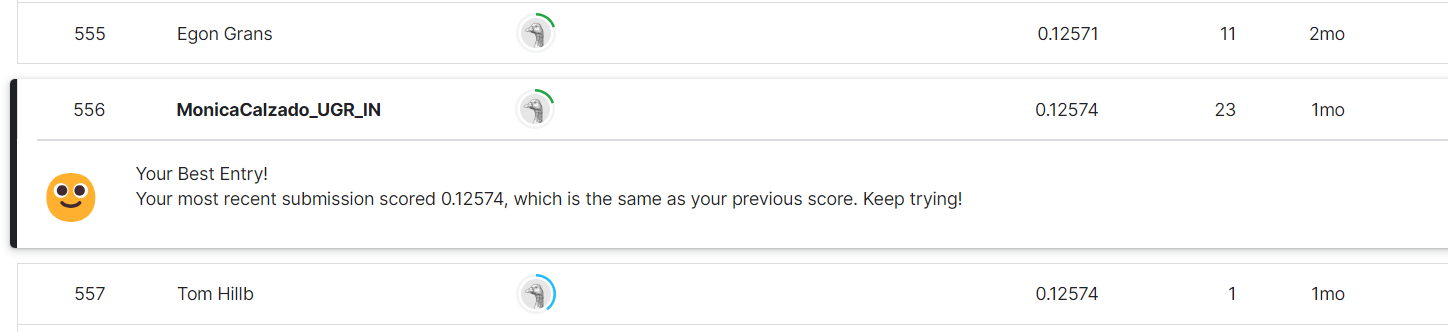 555 Egon Grans 0.12571 11 2mo
556 MonicaCalzado_UGR_IN 0.12574 23 1mo
Your Best Entry!
Your most recent submission scored 0.12574, which is the same as your previous score. Keep trying!
557 Tom Hillb 0.12574 1 1mo